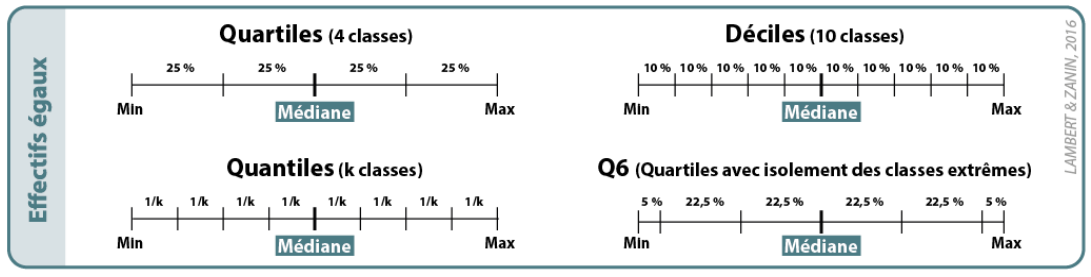 Effectifs égaux
Quartiles (4 classes)
25 % 25 % 25 % 25 %
Min Max
Médiane
Déciles (10 classes)
10 % 10 % 10 % 10 % 10 % 10 % 10 % 10 % 10 % 10 %
Min Max
Médiane
Quantiles (k classes)
1/k 1/k 1/k 1/k 1/k 1/k 1/k 1/k
Min Max
Médiane
Q6 (Quartiles avec isolement des classes extrêmes)
5 % 22,5 % 22,5 % 22,5 % 22,5 % 5 %
Min Max
Médiane
LAMBERT & ZANIN, 2016